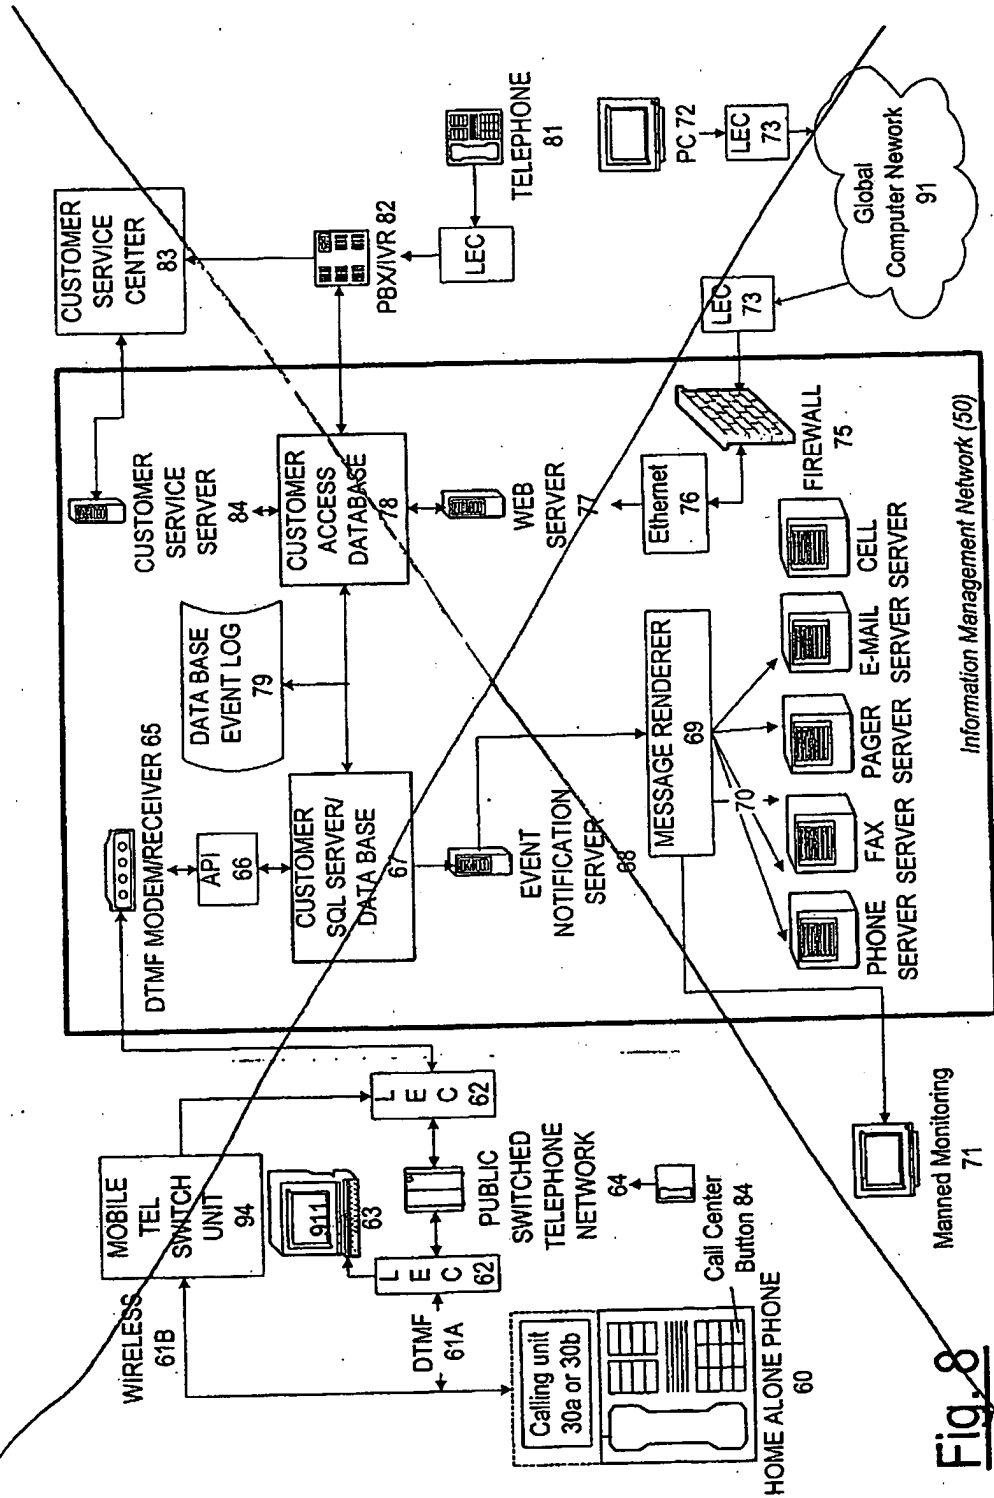 CUSTOMER
SERVICE
CENTER
83
PBX/IVR 82
LEC
TELEPHONE
81
PC 72
LEC
73
Global
Computer Network
91
LEC
73
CUSTOMER
SERVICE
SERVER
84
DATA BASE
EVENT LOG
79
CUSTOMER
ACCESS
DATABASE
78
WEB
SERVER
77
Ethernet
76
FIREWALL
75
DTMF MODEM/RECEIVER 65
API
66
CUSTOMER
SQL SERVER/
DATA BASE
67
EVENT
NOTIFICATION
SERVER
68
MESSAGE RENDERER
69
70
PHONE
SERVER
FAX
SERVER
PAGER
SERVER
E-MAIL
SERVER
CELL
SERVER
Information Management Network (50)
MOBILE
TEL
SWITCH
UNIT
94
WIRELESS
61B
911
63
LEC
62
LEC
62
PUBLIC
SWITCHED
TELEPHONE
NETWORK
64
DTMF
61A
Calling unit
30a or 30b
Call Center
Button 84
HOME ALONE PHONE
60
Manned Monitoring
71
Fig. 8